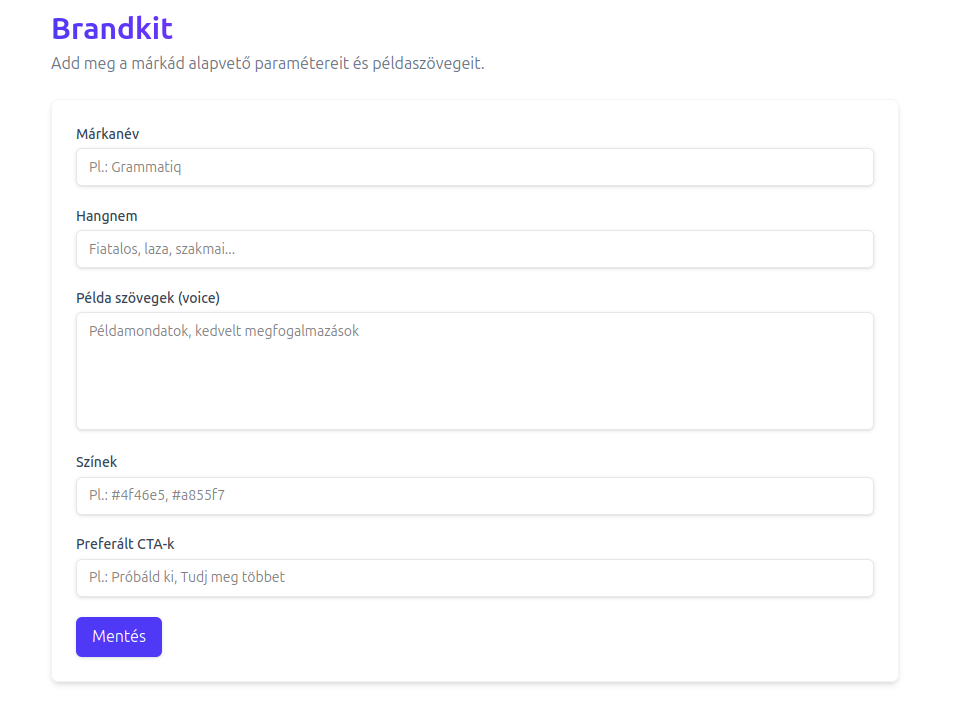 Brandkit
Add meg a márkád alapvető paramétereit és példaszövegeit.
Márkanév
Pl.: Grammatiq
Hangnem
Fiatalos, laza, szakmai...
Példa szövegek (voice)
Példamondatok, kedvelt megfogalmazások
Színek
Pl.: #4f46e5, #a855f7
Preferált CTA-k
Pl.: Próbáld ki, Tudj meg többet
Mentés